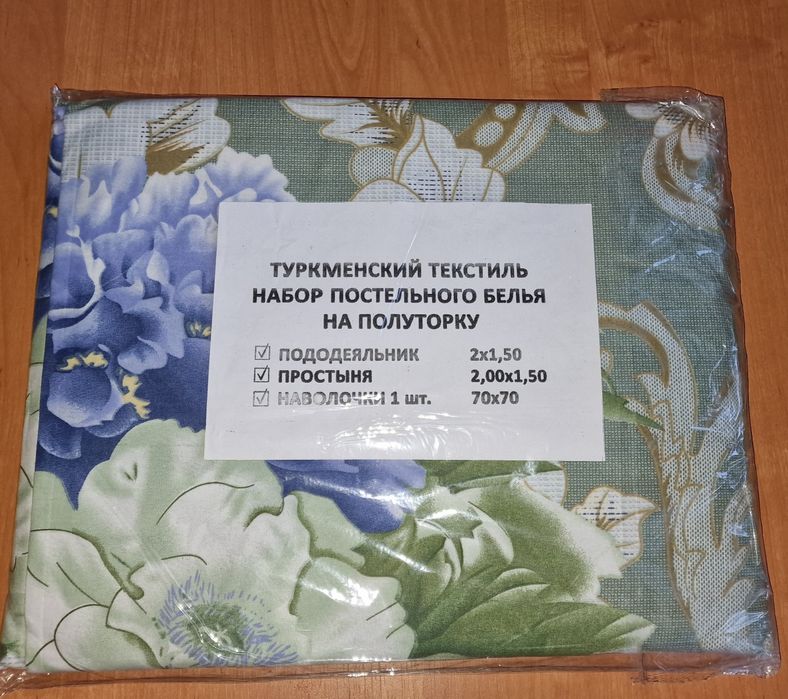 ТУРКМЕНСКИЙ ТЕКСТИЛЬ
НАБОР ПОСТЕЛЬНОГО БЕЛЬЯ
НА ПОЛУТОРКУ
☑ ПОДОДЕЯЛЬНИК 2х1,50
☑ ПРОСТЫНЯ 2,00х1,50
☑ НАВОЛОЧКИ 1 шт. 70х70